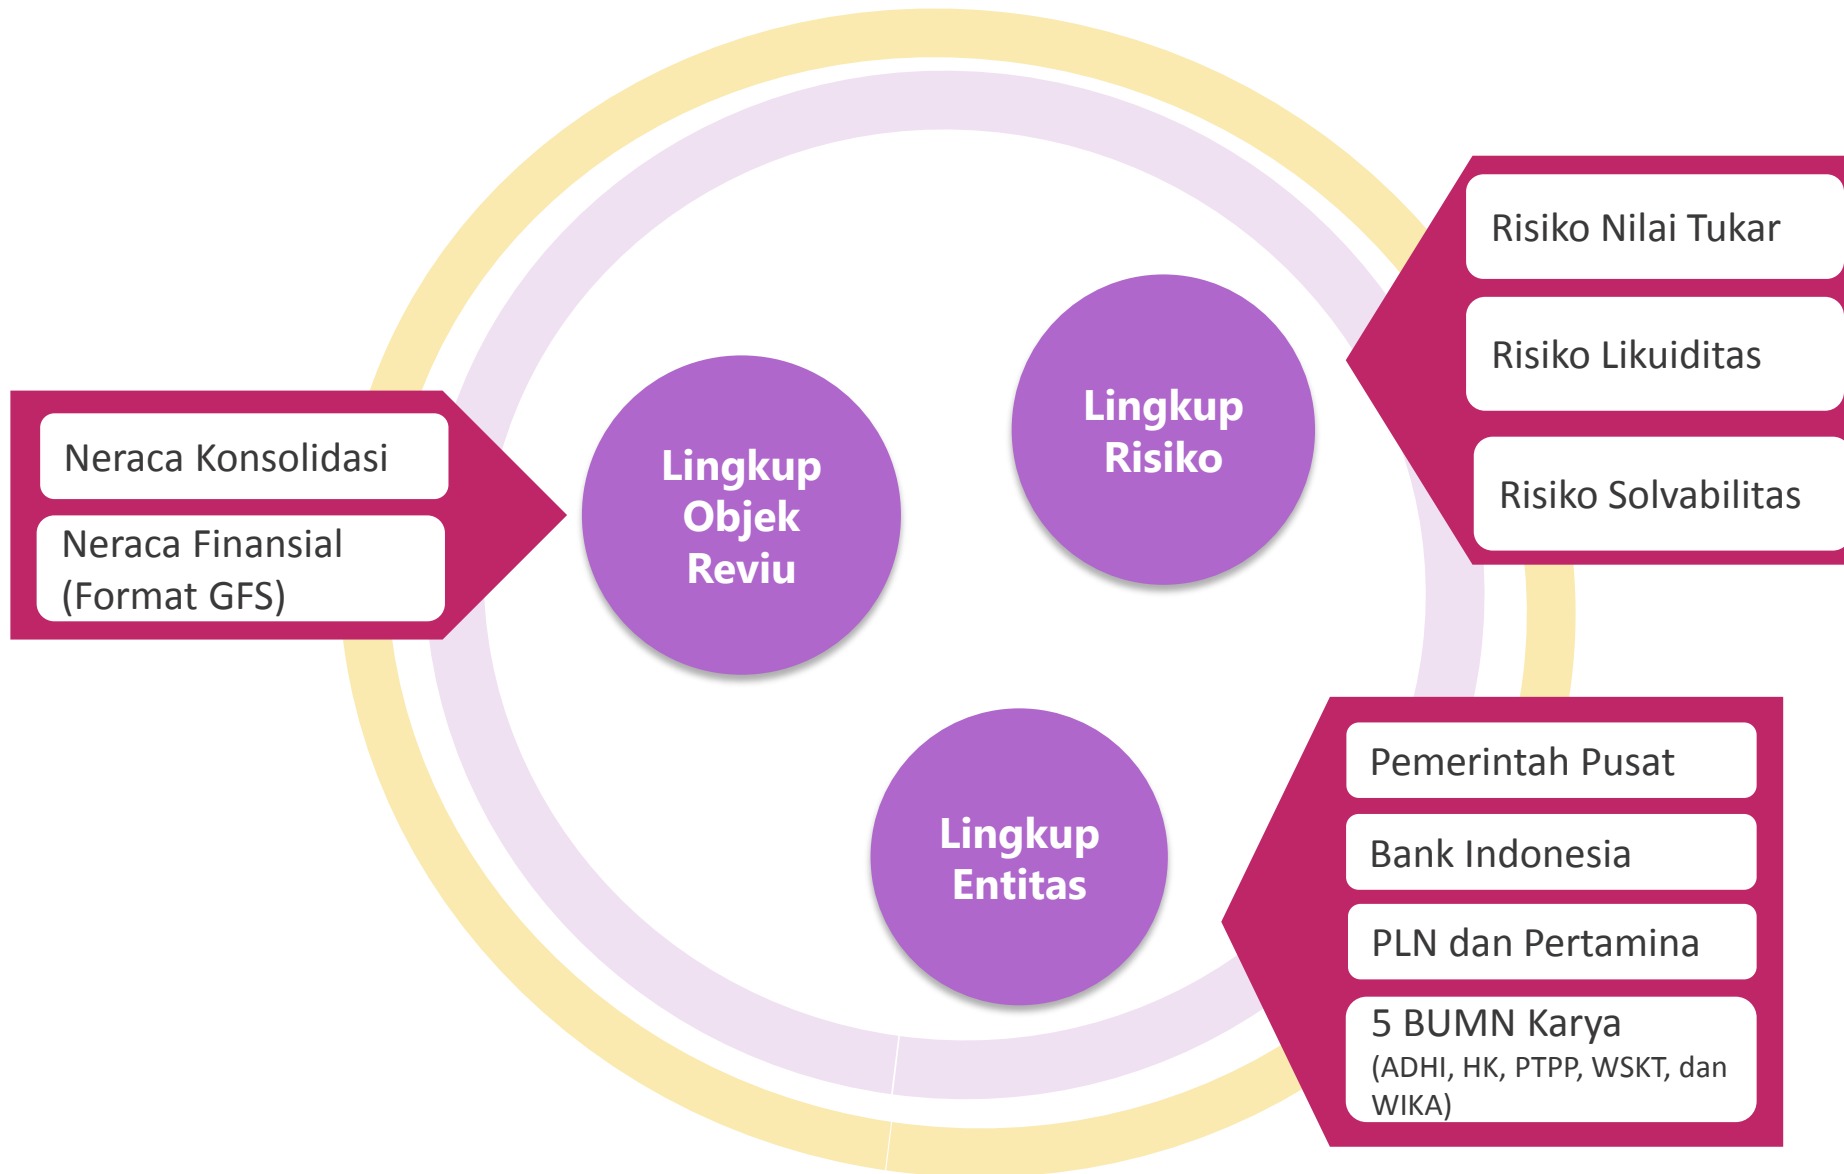 Neraca Konsolidasi
Neraca Finansial
(Format GFS)
Lingkup
Objek
Reviu
Lingkup
Risiko
Risiko Nilai Tukar
Risiko Likuiditas
Risiko Solvabilitas
Lingkup
Entitas
Pemerintah Pusat
Bank Indonesia
PLN dan Pertamina
5 BUMN Karya
(ADHI, HK, PTPP, WSKT, dan
WIKA)